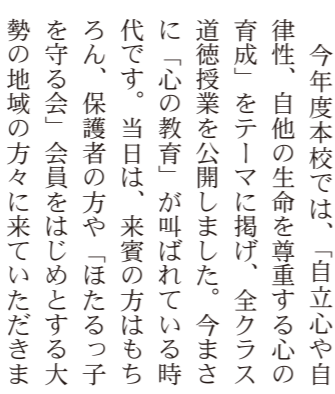 今年度本校では、「自立心や自
律性、自他の生命を尊重する心の
育成」をテーマに掲げ、全クラス
道徳授業を公開しました。今まさ
に「心の教育」が叫ばれている時
代です。当日は、来賓の方はもち
ろん、保護者の方や「ほたるっ子
を守る会」会員をはじめとする大
勢の地域の方々に来ていただきま